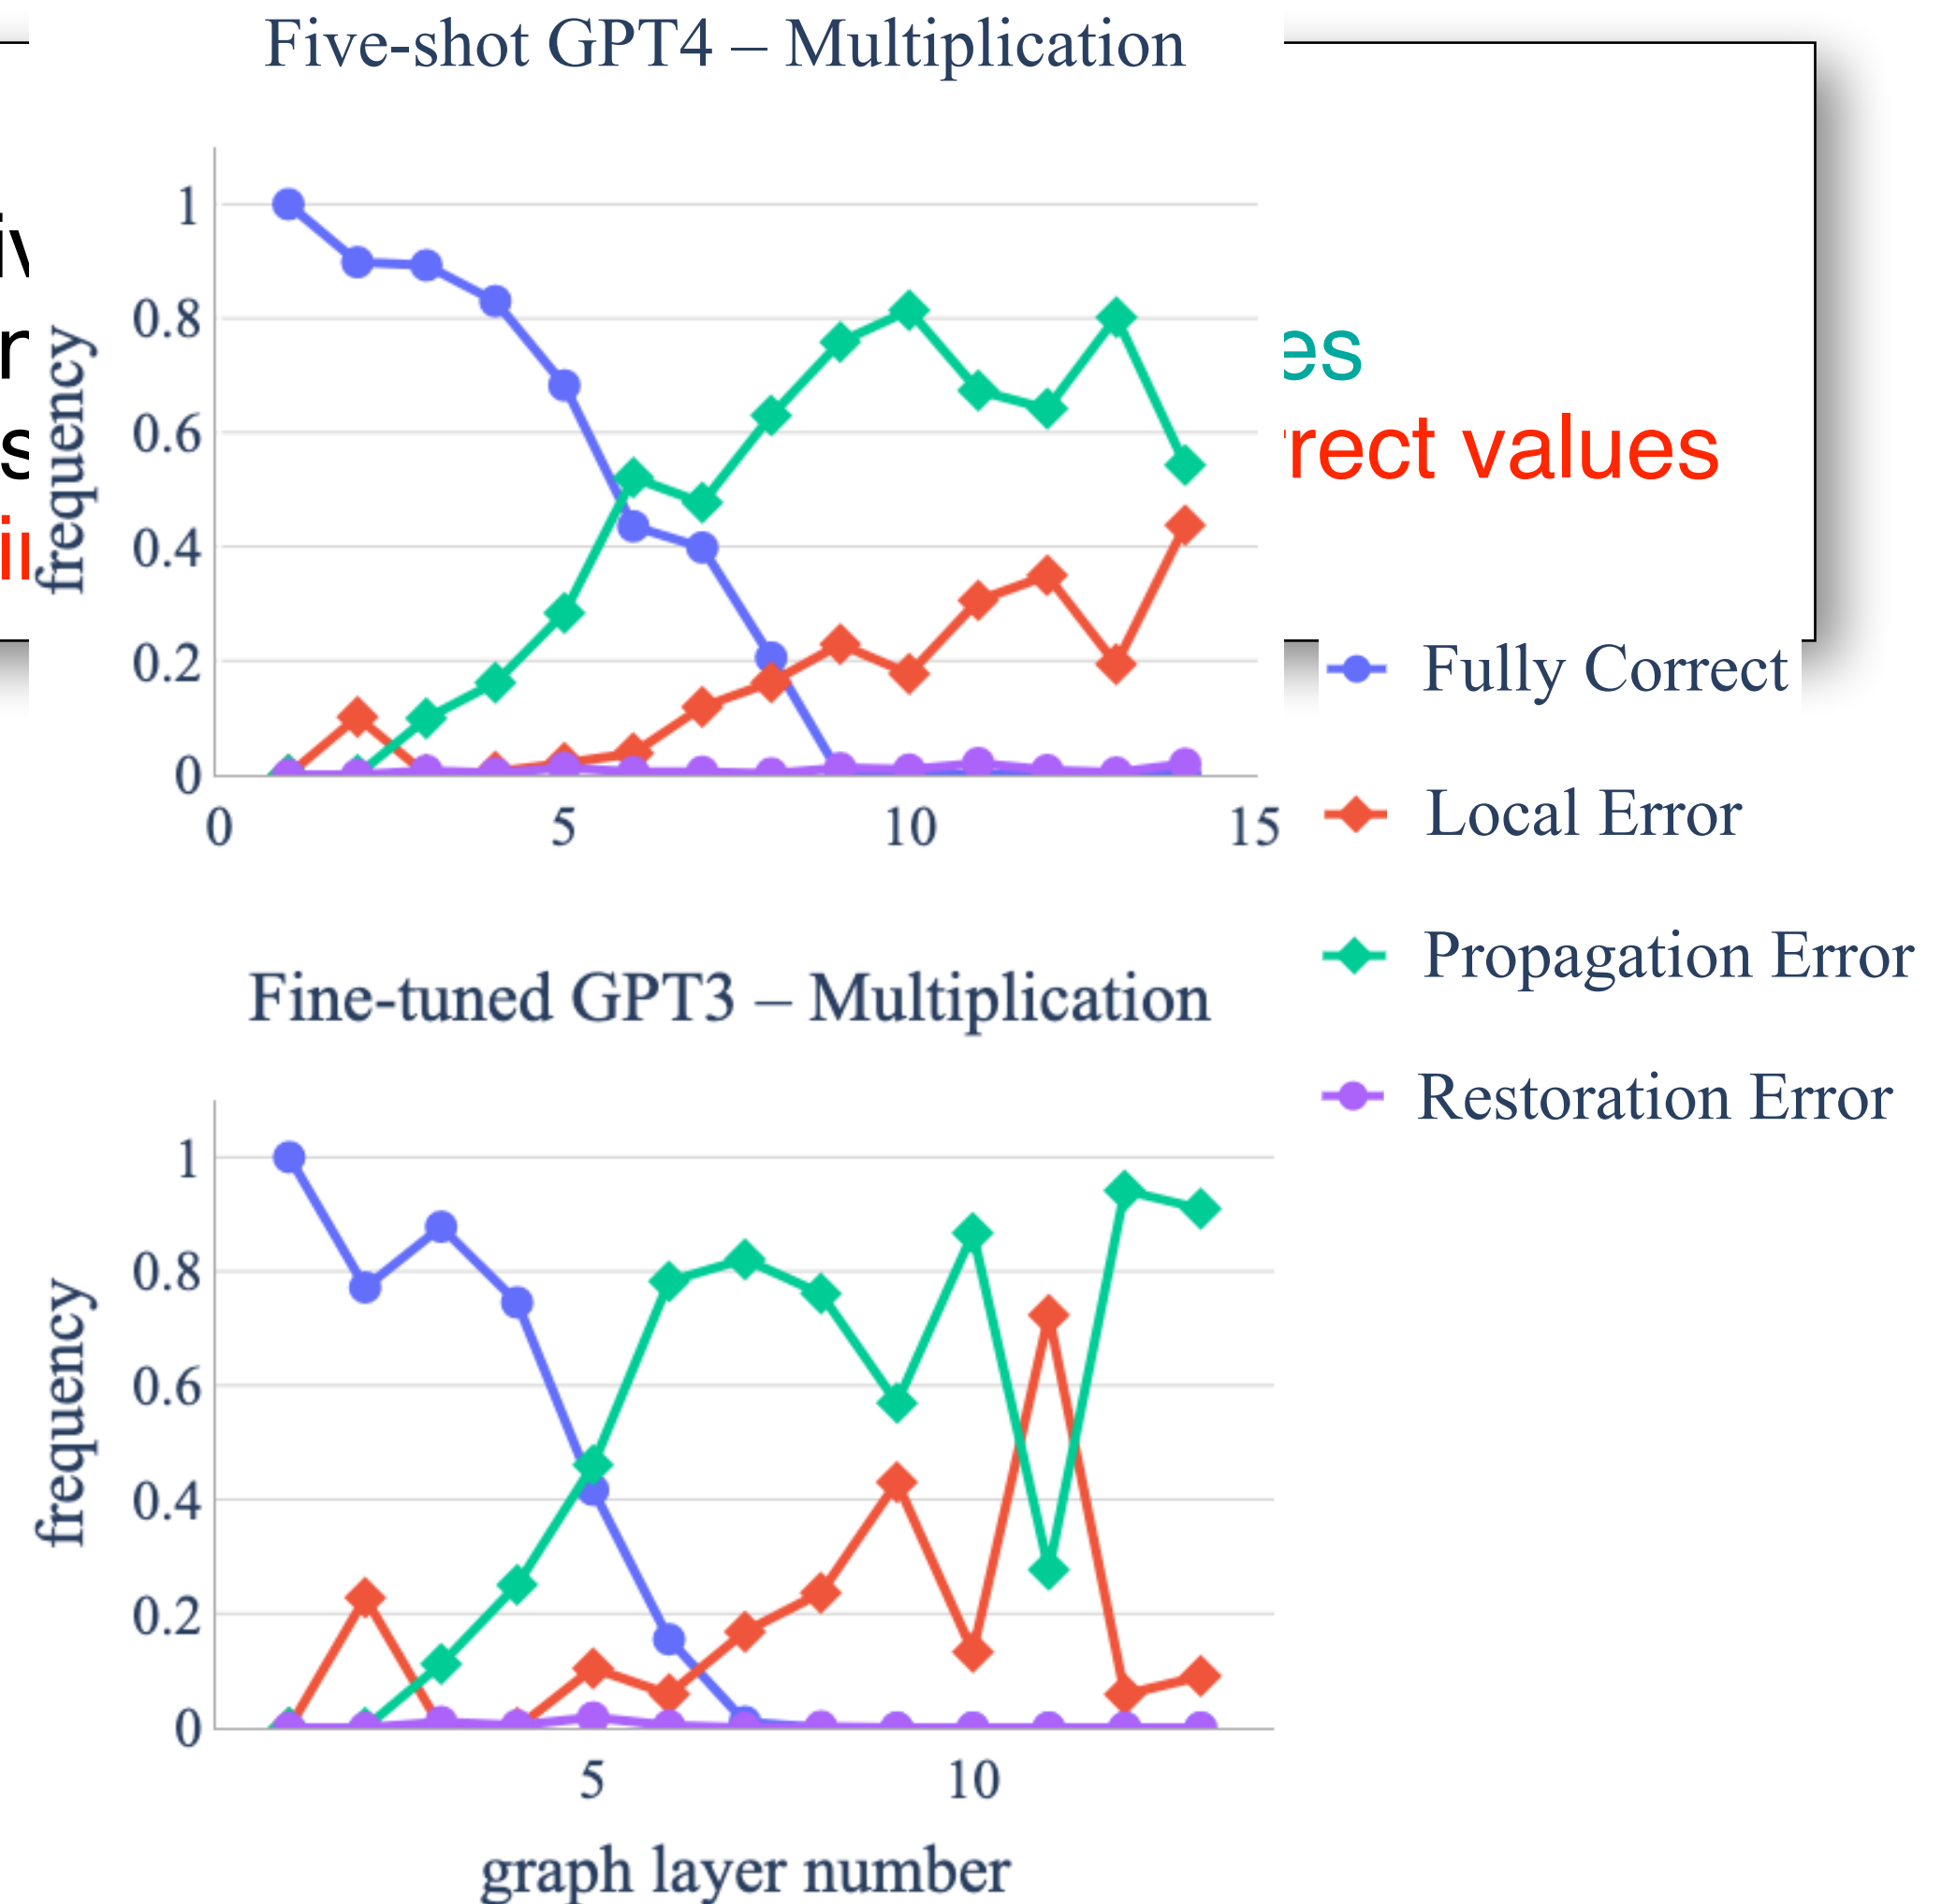 Five-shot GPT4 – Multiplication
1
0.8
0.6
0.4
0.2
0
frequency
0 5 10 15
es
rect values
Fully Correct
Local Error
Propagation Error
Restoration Error
Fine-tuned GPT3 – Multiplication
1
0.8
0.6
0.4
0.2
0
frequency
5 10
graph layer number